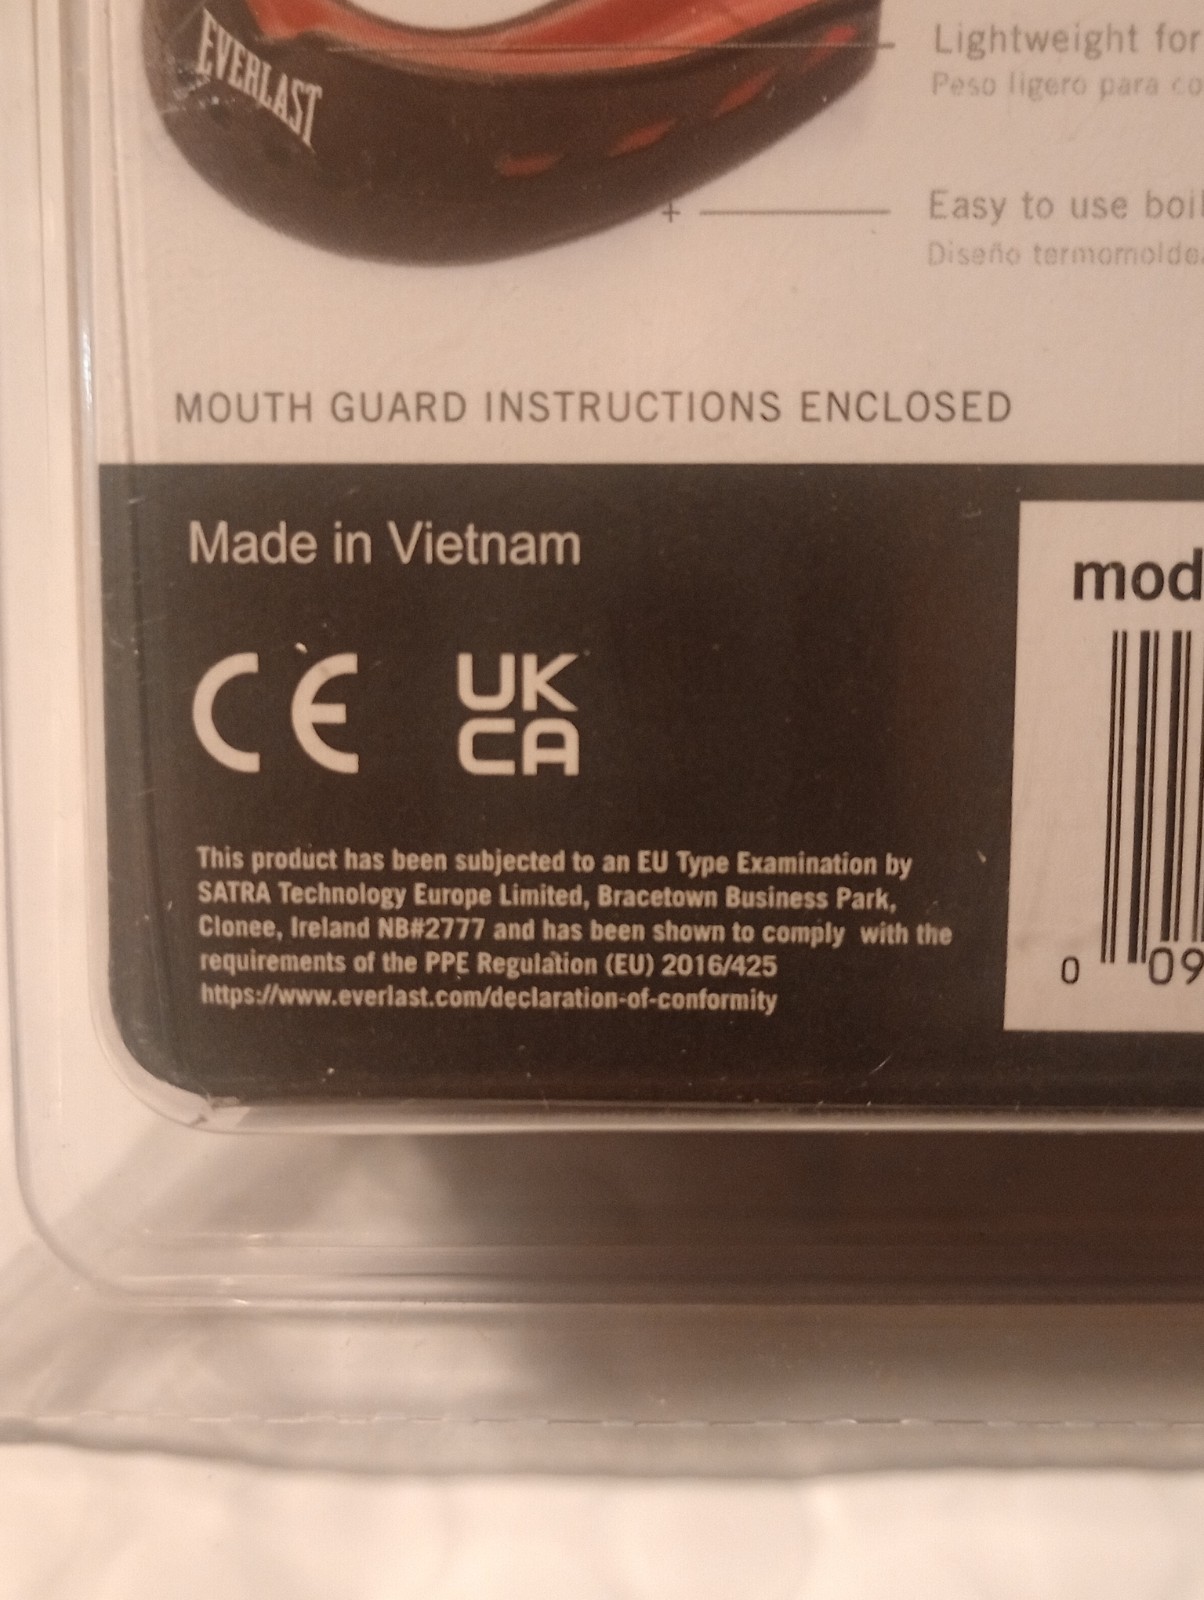 EVERLAST
Lightweight for
Peso ligero para co
Easy to use boil
Diseño termomoldea
MOUTH GUARD INSTRUCTIONS ENCLOSED
Made in Vietnam
CE
UK
CA
This product has been subjected to an EU Type Examination by
SATRA Technology Europe Limited, Bracetown Business Park,
Clonee, Ireland NB#2777 and has been shown to comply with the
requirements of the PPE Regulation (EU) 2016/425
https://www.everlast.com/declaration-of-conformity
mod
0 09